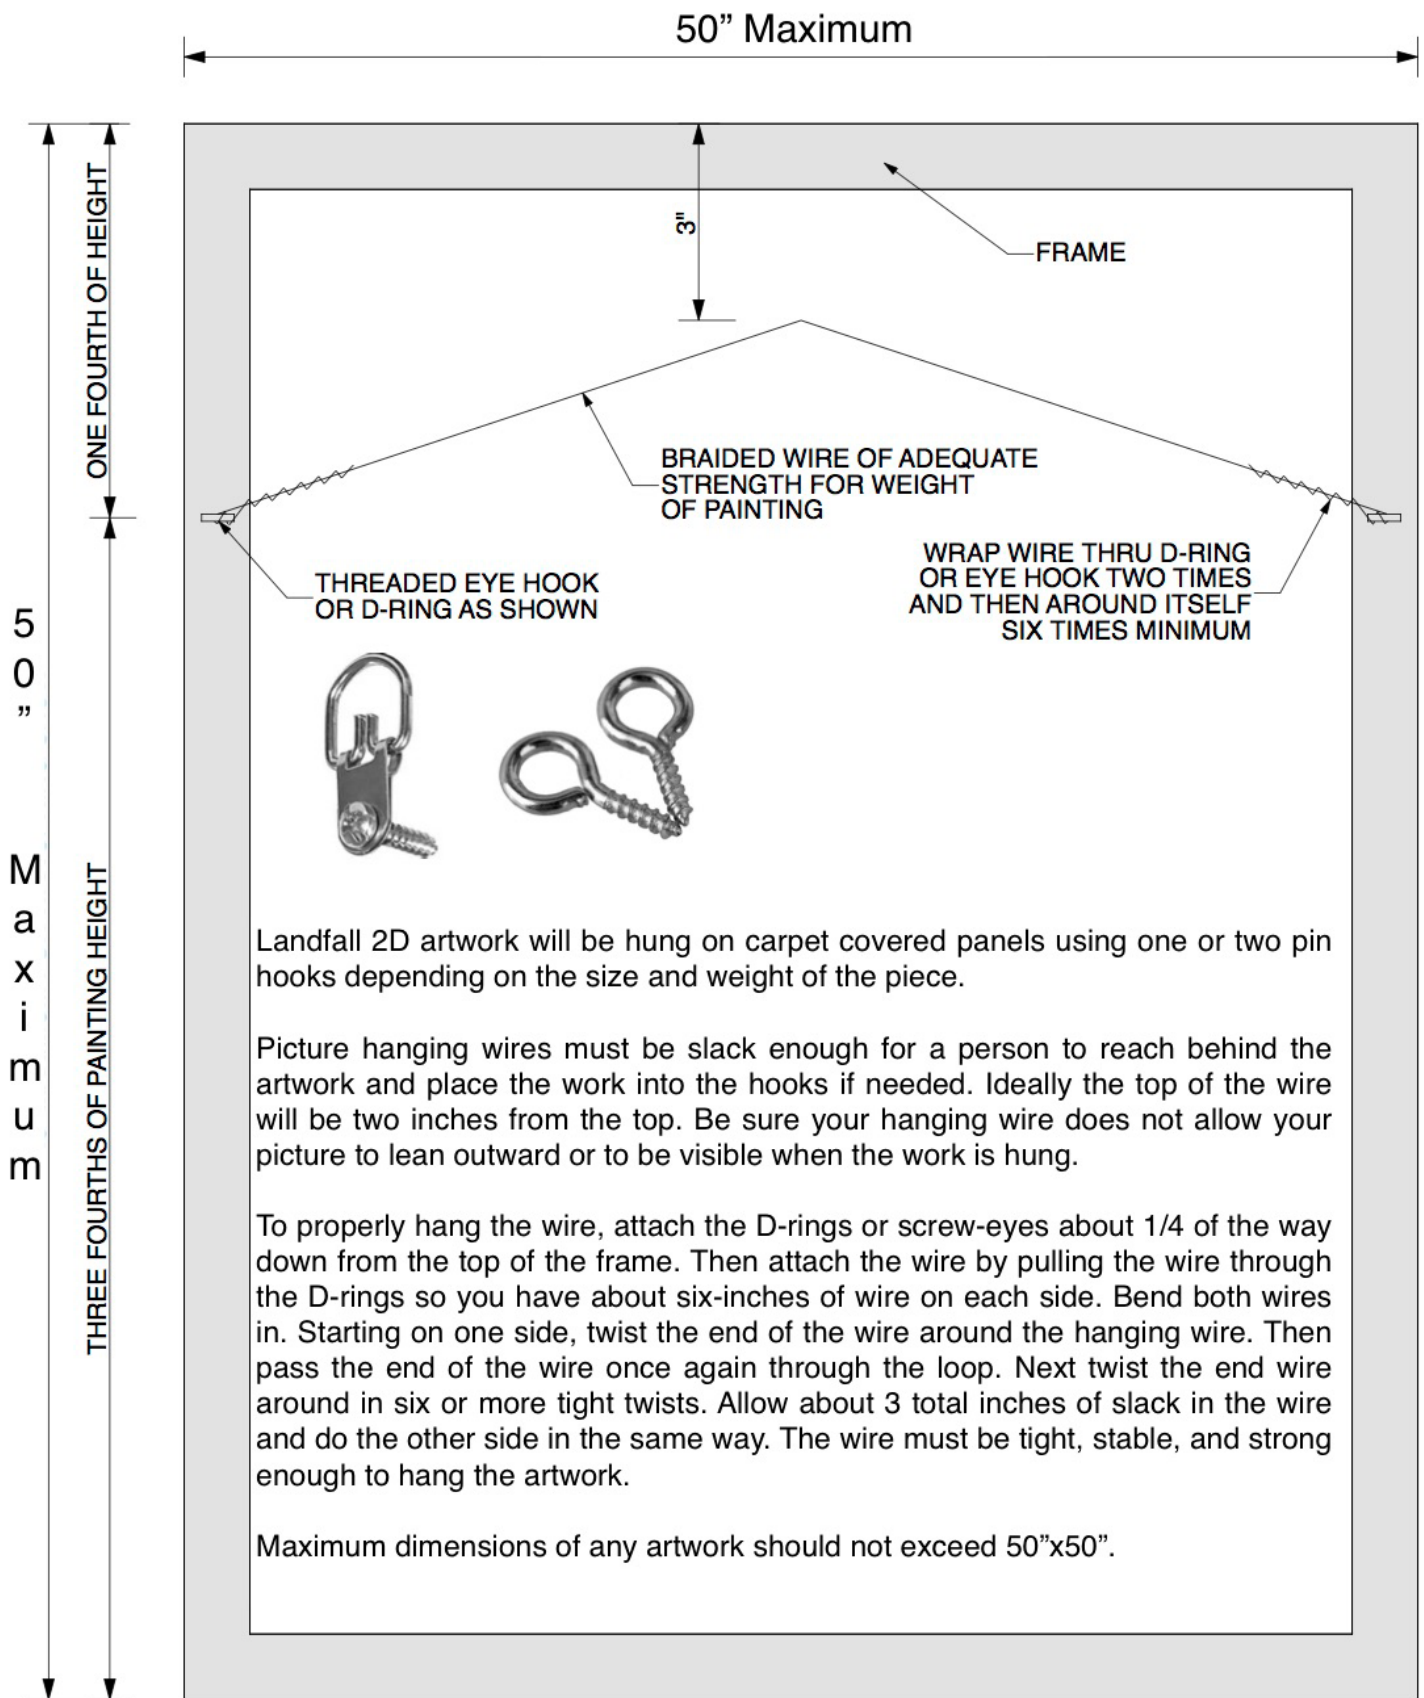 50” Maximum
ONE FOURTH OF HEIGHT
3"
FRAME
BRAIDED WIRE OF ADEQUATE
STRENGTH FOR WEIGHT
OF PAINTING
THREADED EYE HOOK
OR D-RING AS SHOWN
WRAP WIRE THRU D-RING
OR EYE HOOK TWO TIMES
AND THEN AROUND ITSELF
SIX TIMES MINIMUM
50” Maximum
THREE FOURTHS OF PAINTING HEIGHT
Landfall 2D artwork will be hung on carpet covered panels using one or two pin
hooks depending on the size and weight of the piece.
Picture hanging wires must be slack enough for a person to reach behind the
artwork and place the work into the hooks if needed. Ideally the top of the wire
will be two inches from the top. Be sure your hanging wire does not allow your
picture to lean outward or to be visible when the work is hung.
To properly hang the wire, attach the D-rings or screw-eyes about 1/4 of the way
down from the top of the frame. Then attach the wire by pulling the wire through
the D-rings so you have about six-inches of wire on each side. Bend both wires
in. Starting on one side, twist the end of the wire around the hanging wire. Then
pass the end of the wire once again through the loop. Next twist the end wire
around in six or more tight twists. Allow about 3 total inches of slack in the wire
and do the other side in the same way. The wire must be tight, stable, and strong
enough to hang the artwork.
Maximum dimensions of any artwork should not exceed 50”x50”.